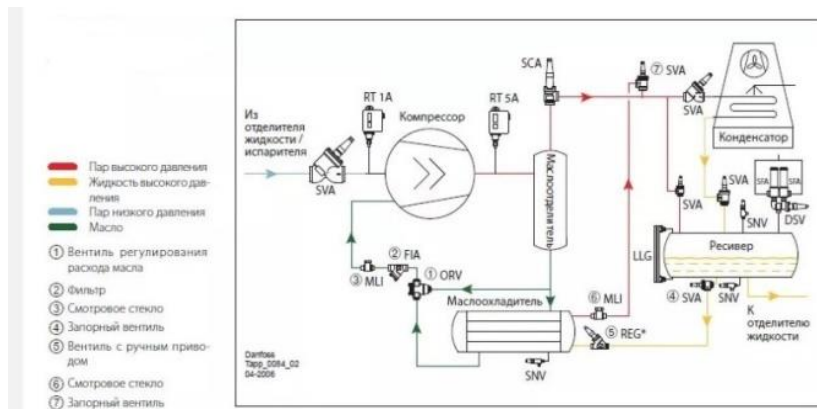 Пар высокого давления
Жидкость высокого дав-
ления
Пар низкого давления
Масло
① Вентиль регулирования
расхода масла
② Фильтр
③ Смотровое стекло
④ Запорный вентиль
⑤ Вентиль с ручным приво-
дом
⑥ Смотровое стекло
⑦ Запорный вентиль
SCA
⑦ SVA
RT 1A
RT 5A
Из
отделителя
жидкости /
испарителя
Компрессор
SVA
Конденсатор
SVA
Маслоотделитель
SVA
SVA
SNV
SFA
SFA
DSV
LLG
Ресивер
② FIA
③ MLI
① ORV
Маслоохладитель
⑥ MLI
④ SVA
SNV
⑤ REG*
К
отделителю
жидкости
SNV
Danfoss
Tapp_0084_02
04-2006